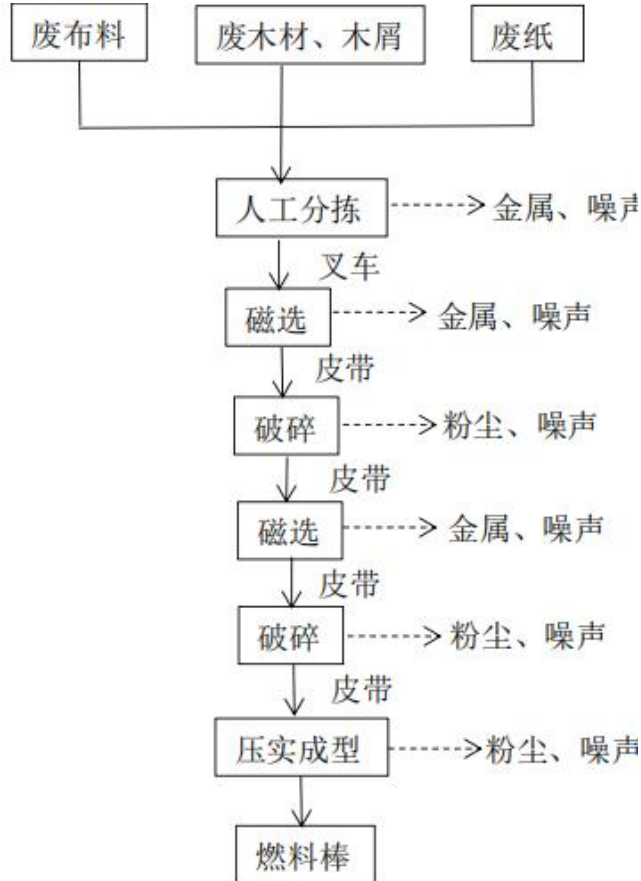 废布料
废木材、木屑
废纸
人工分拣
金属、噪声
叉车
磁选
金属、噪声
皮带
破碎
粉尘、噪声
皮带
磁选
金属、噪声
皮带
破碎
粉尘、噪声
皮带
压实成型
粉尘、噪声
燃料棒